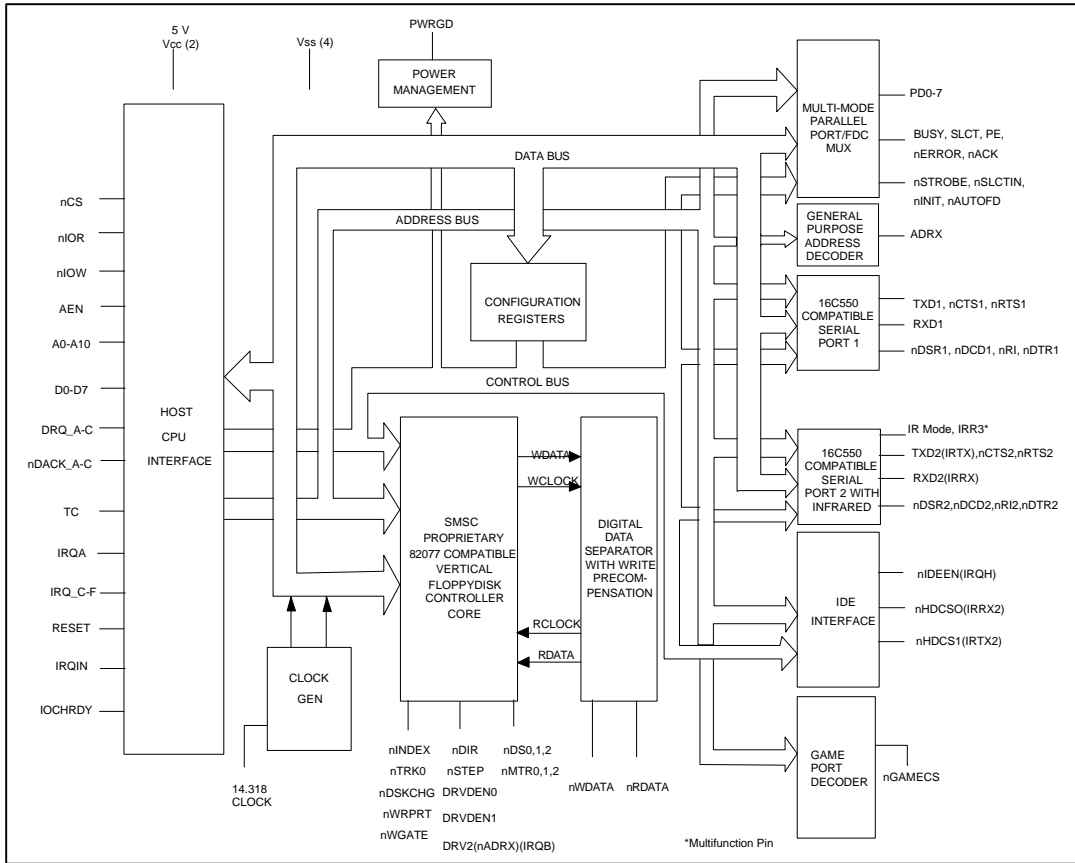 5 V
Vcc (2)
Vss (4)
PWRGD
POWER
MANAGEMENT
DATA BUS
ADDRESS BUS
CONFIGURATION
REGISTERS
CONTROL BUS
nCS
nIOR
nIOW
AEN
A0-A10
D0-D7
DRQ_A-C
nDACK_A-C
TC
IRQA
IRQ_C-F
RESET
IRQIN
IOCHRDY
HOST
CPU
INTERFACE
CLOCK
GEN
14.318
CLOCK
SMSC
PROPRIETARY
82077 COMPATIBLE
VERTICAL
FLOPPYDISK
CONTROLLER
CORE
WDATA
WCLOCK
RCLOCK
RDATA
DIGITAL
DATA
SEPARATOR
WITH WRITE
PRECOM-
PENSATION
nINDEX
nTRK0
nDSKCHG
nWRPRT
nWGATE
nDIR
nSTEP
DRVDEN0
DRVDEN1
DRV2(nADRX)(IRQB)
nDS0,1,2
nMTR0,1,2
nWDATA
nRDATA
MULTI-MODE
PARALLEL
PORT/FDC
MUX
PD0-7
BUSY, SLCT, PE,
nERROR, nACK
nSTROBE, nSLCTIN,
nINIT, nAUTOFD
GENERAL
PURPOSE
ADDRESS
DECODER
ADRX
16C550
COMPATIBLE
SERIAL
PORT 1
TXD1, nCTS1, nRTS1
RXD1
nDSR1, nDCD1, nRI, nDTR1
16C550
COMPATIBLE
SERIAL
PORT 2 WITH
INFRARED
IR Mode, IRR3*
TXD2(IRTX),nCTS2,nRTS2
RXD2(IRRX)
nDSR2,nDCD2,nRI2,nDTR2
IDE
INTERFACE
nIDEEN(IRQH)
nHDCSO(IRRX2)
nHDCS1(IRTX2)
GAME
PORT
DECODER
nGAMECS
*Multifunction Pin